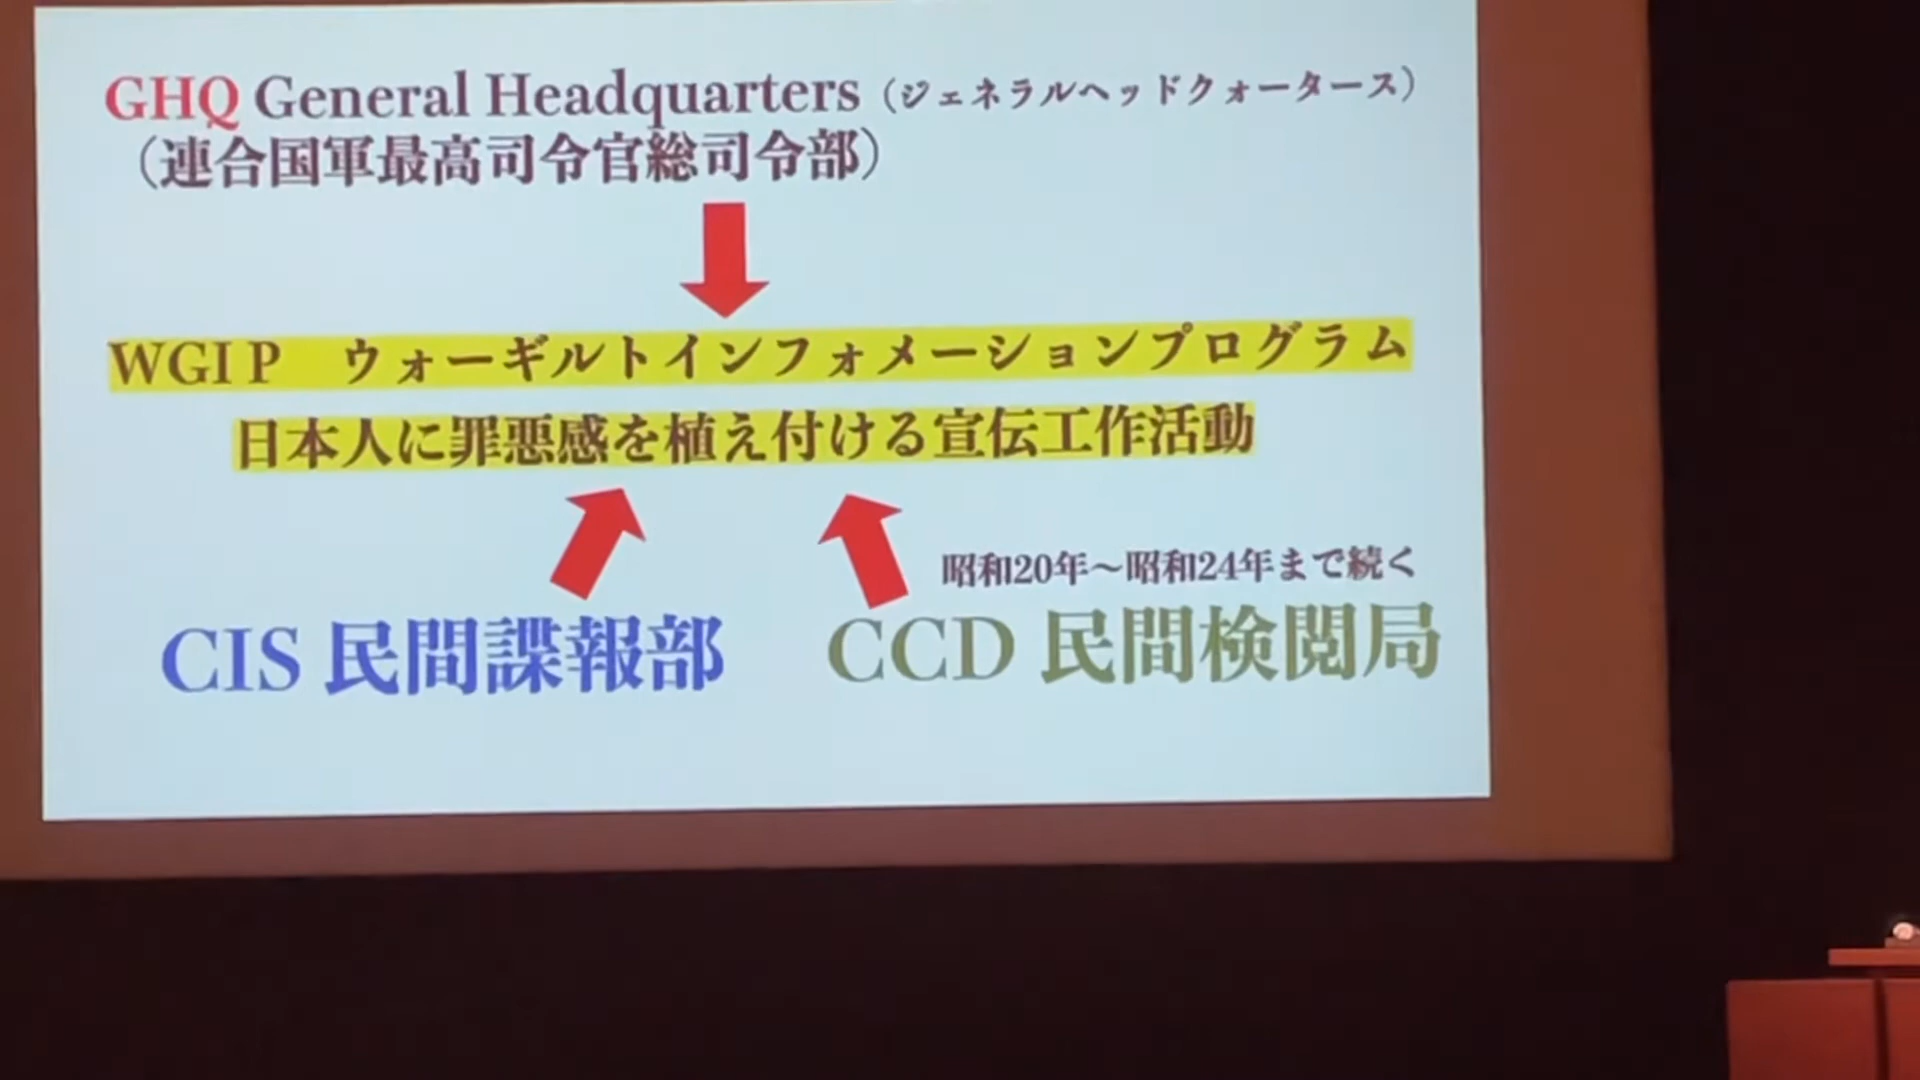 GHQ General Headquarters（ジェネラルヘッドクォータース）
（連合国軍最高司令官総司令部）
WGIP　ウォーギルトインフォメーションプログラム
日本人に罪悪感を植え付ける宣伝工作活動
昭和20年～昭和24年まで続く
CIS 民間諜報部
CCD 民間検閲局